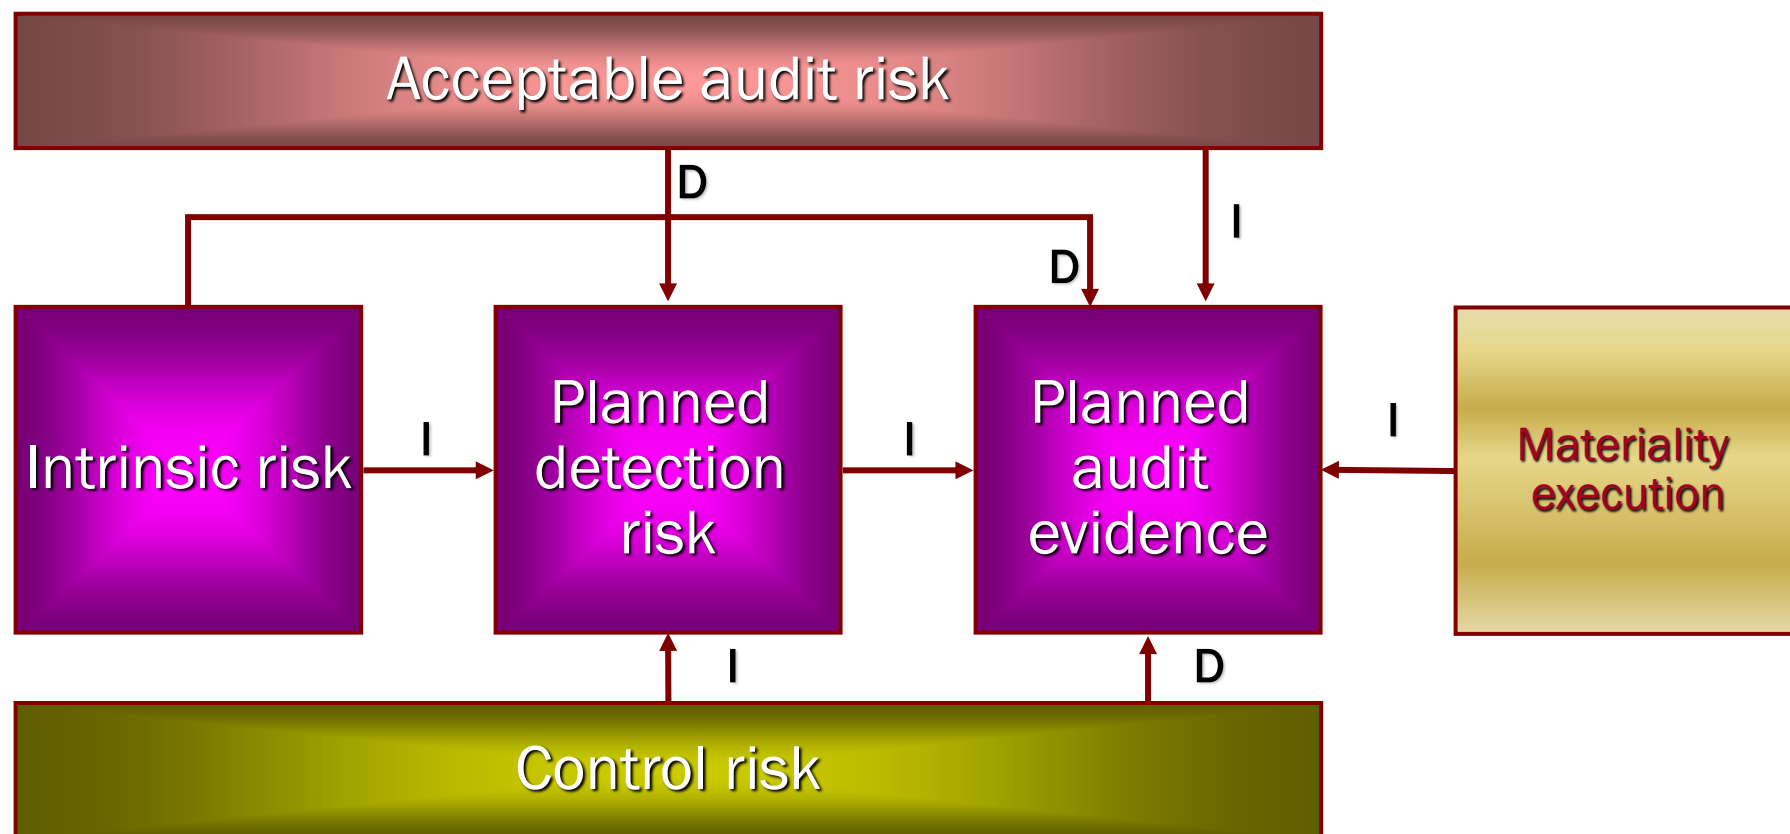 Acceptable audit risk
D
I
D
Intrinsic risk
I
Planned
detection
risk
I
Planned
audit
evidence
I
Materiality
execution
I
D
Control risk